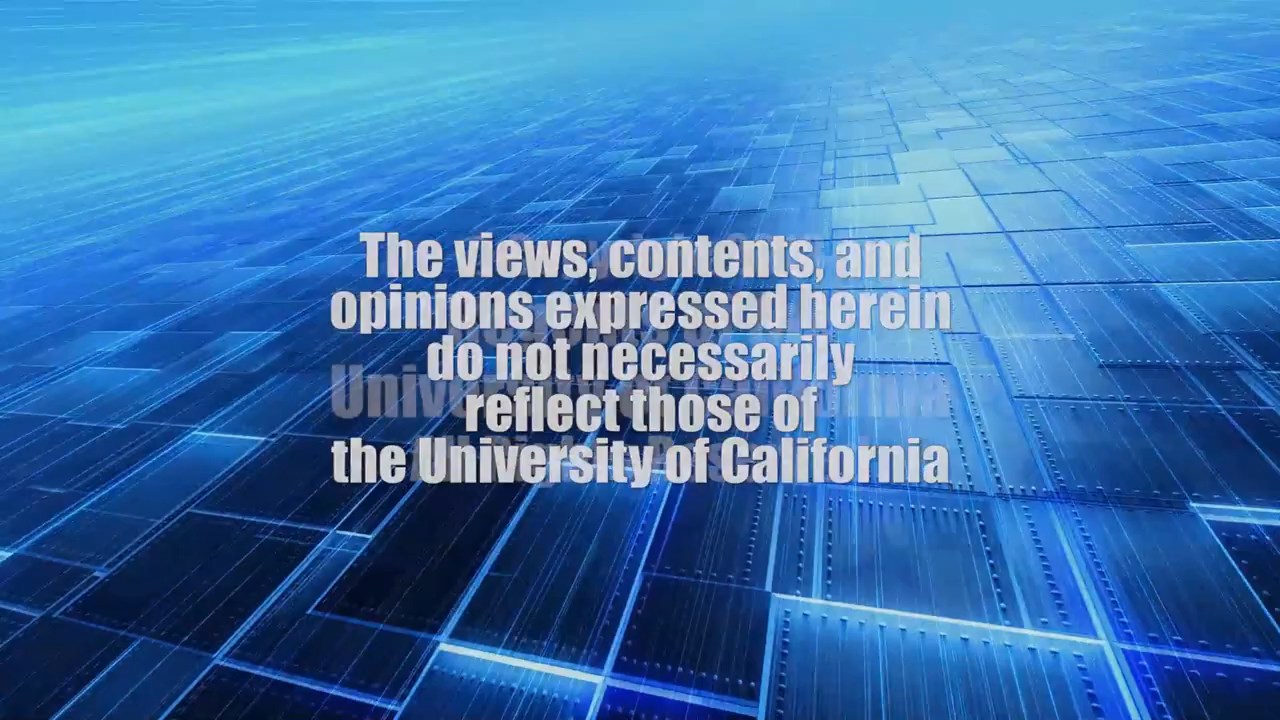 The views, contents, and
opinions expressed herein
do not necessarily
reflect those of
the University of California